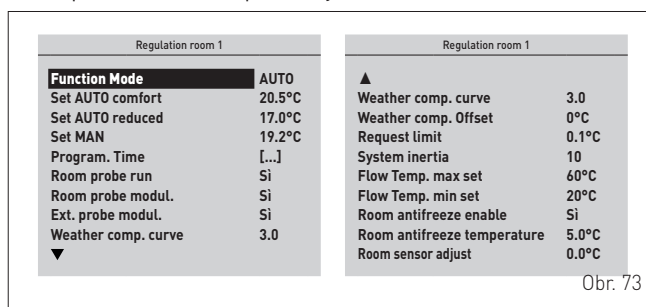 Regulation room 1
Function Mode AUTO
Set AUTO comfort 20.5°C
Set AUTO reduced 17.0°C
Set MAN 19.2°C
Program. Time [...]
Room probe run Sì
Room probe modul. Sì
Ext. probe modul. Sì
Weather comp. curve 3.0
▼
Regulation room 1
▲
Weather comp. curve 3.0
Weather comp. Offset 0°C
Request limit 0.1°C
System inertia 10
Flow Temp. max set 60°C
Flow Temp. min set 20°C
Room antifreeze enable Sì
Room antifreeze temperature 5.0°C
Room sensor adjust 0.0°C
Obr. 73